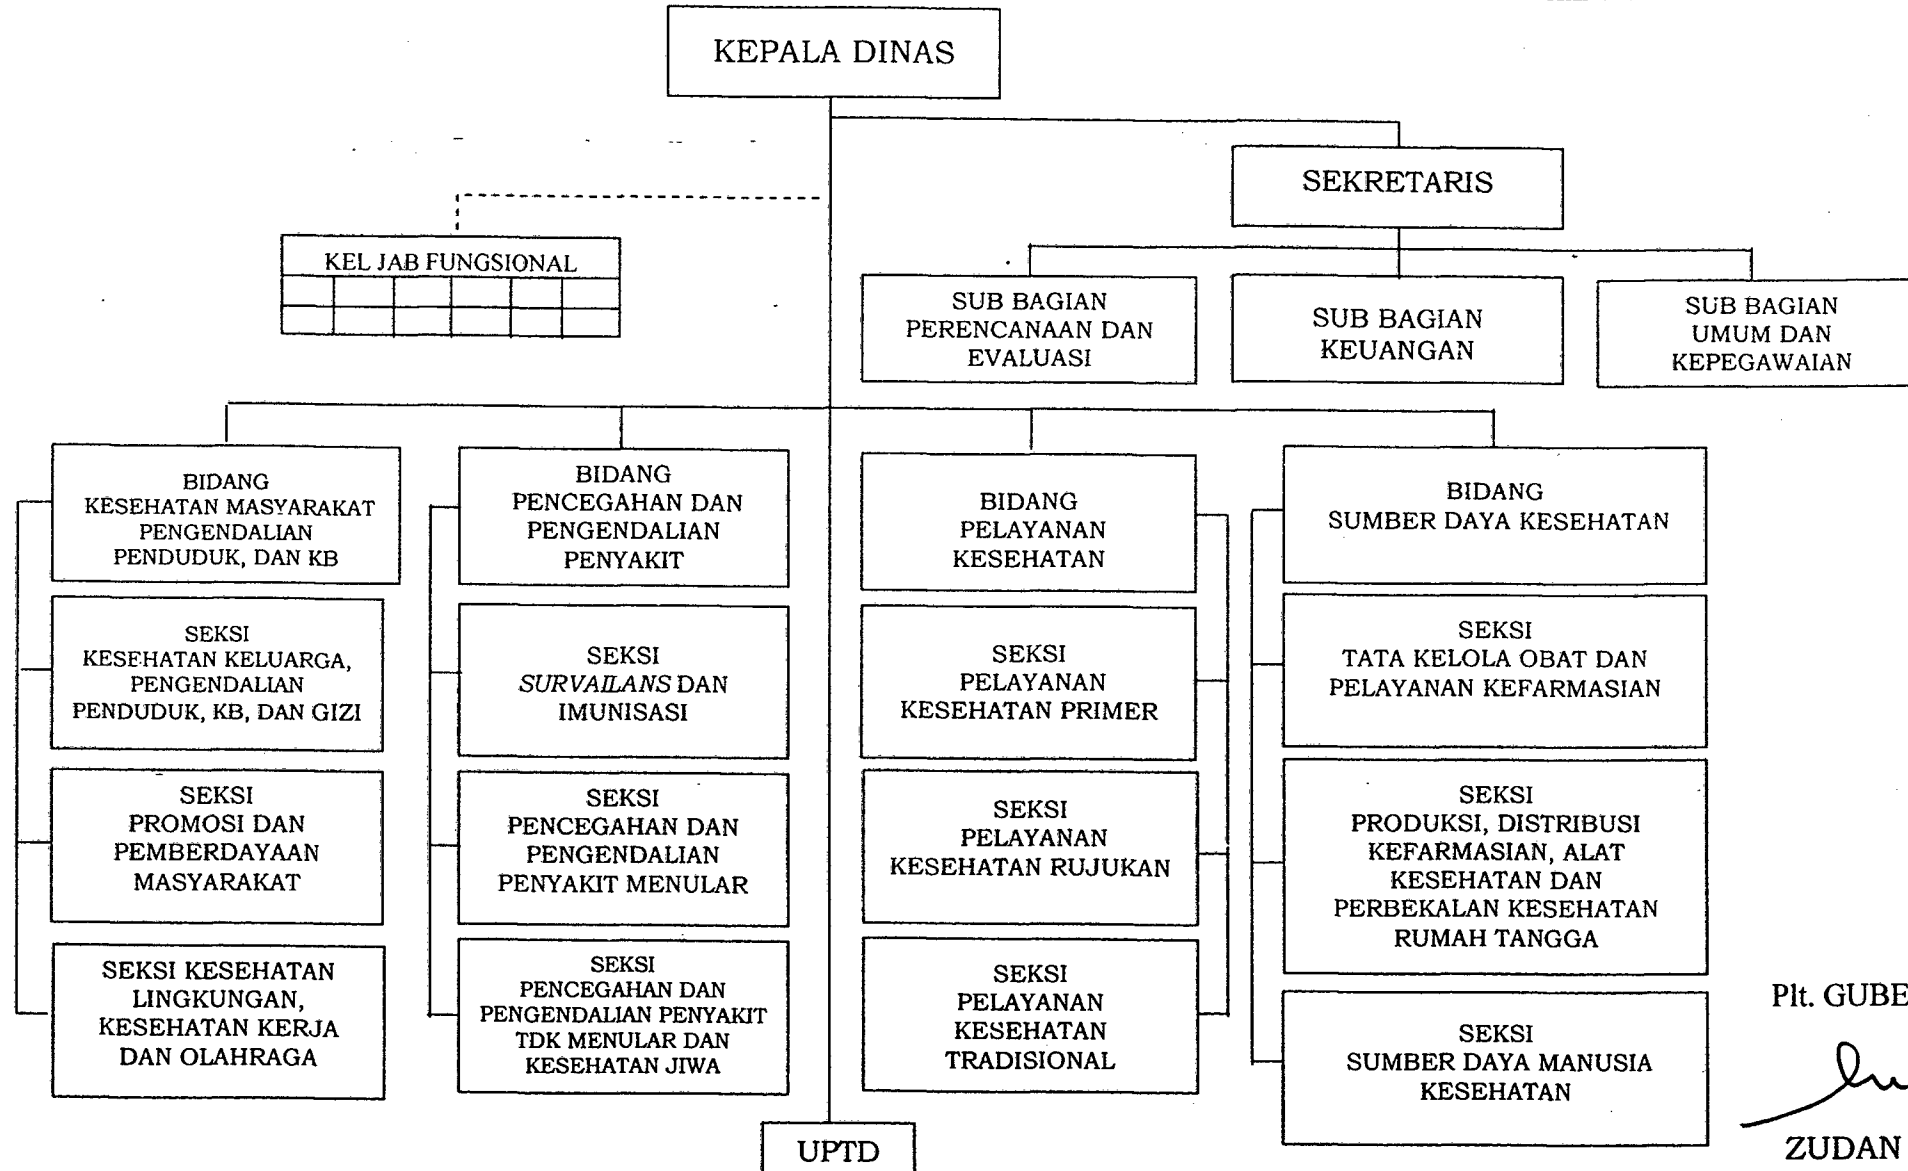 KEPALA DINAS
SEKRETARIS
KEL JAB FUNGSIONAL
SUB BAGIAN
PERENCANAAN DAN
EVALUASI
SUB BAGIAN
KEUANGAN
SUB BAGIAN
UMUM DAN
KEPEGAWAIAN
BIDANG
KESEHATAN MASYARAKAT
PENGENDALIAN
PENDUDUK, DAN KB
SEKSI
KESEHATAN KELUARGA,
PENGENDALIAN
PENDUDUK, KB, DAN GIZI
SEKSI
PROMOSI DAN
PEMBERDAYAAN
MASYARAKAT
SEKSI KESEHATAN
LINGKUNGAN,
KESEHATAN KERJA
DAN OLAHRAGA
BIDANG
PENCEGAHAN DAN
PENGENDALIAN
PENYAKIT
SEKSI
SURVAILANS DAN
IMUNISASI
SEKSI
PENCEGAHAN DAN
PENGENDALIAN
PENYAKIT MENULAR
SEKSI
PENCEGAHAN DAN
PENGENDALIAN PENYAKIT
TDK MENULAR DAN
KESEHATAN JIWA
BIDANG
PELAYANAN
KESEHATAN
SEKSI
PELAYANAN
KESEHATAN PRIMER
SEKSI
PELAYANAN
KESEHATAN RUJUKAN
SEKSI
PELAYANAN
KESEHATAN
TRADISIONAL
BIDANG
SUMBER DAYA KESEHATAN
SEKSI
TATA KELOLA OBAT DAN
PELAYANAN KEFARMASIAN
SEKSI
PRODUKSI, DISTRIBUSI
KEFARMASIAN, ALAT
KESEHATAN DAN
PERBEKALAN KESEHATAN
RUMAH TANGGA
SEKSI
SUMBER DAYA MANUSIA
KESEHATAN
UPTD
Plt. GUBE
ZUDAN